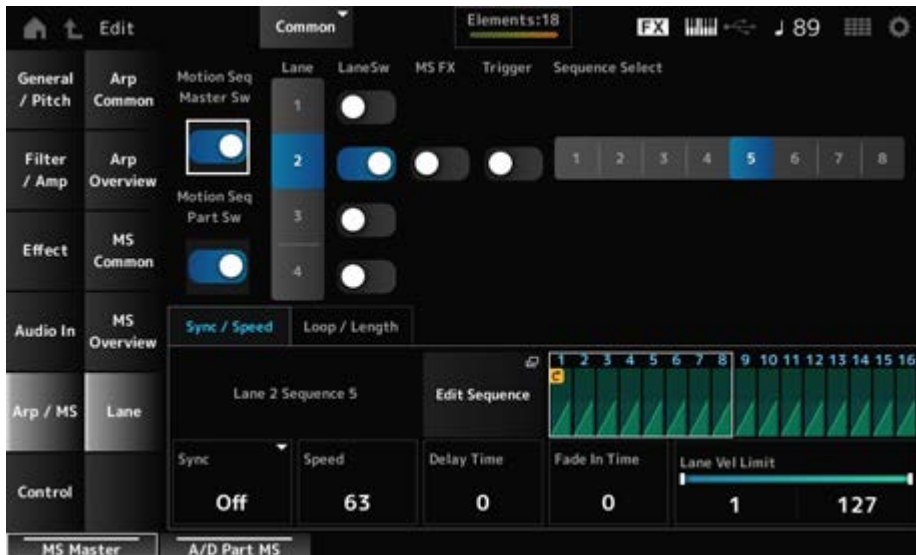 Edit
Common
Elements:18
FX
♩ 89
General / Pitch
Arp Common
Filter / Amp
Arp Overview
Effect
MS Common
Audio In
MS Overview
Arp / MS
Lane
Control
Motion Seq Master Sw
Motion Seq Part Sw
Lane
LaneSw
MS FX
Trigger
Sequence Select
1
2
3
4
1 2 3 4 5 6 7 8
Sync / Speed
Loop / Length
Lane 2 Sequence 5
Edit Sequence
1 2 3 4 5 6 7 8 9 10 11 12 13 14 15 16
Sync
Off
Speed
63
Delay Time
0
Fade In Time
0
Lane Vel Limit
1
127
MS Master
A/D Part MS